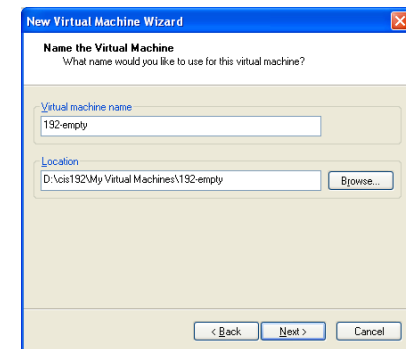 New Virtual Machine Wizard
Name the Virtual Machine
What name would you like to use for this virtual machine?
Virtual machine name
192-empty
Location
D:\cis192\My Virtual Machines\192-empty
Browse...
< Back
Next >
Cancel